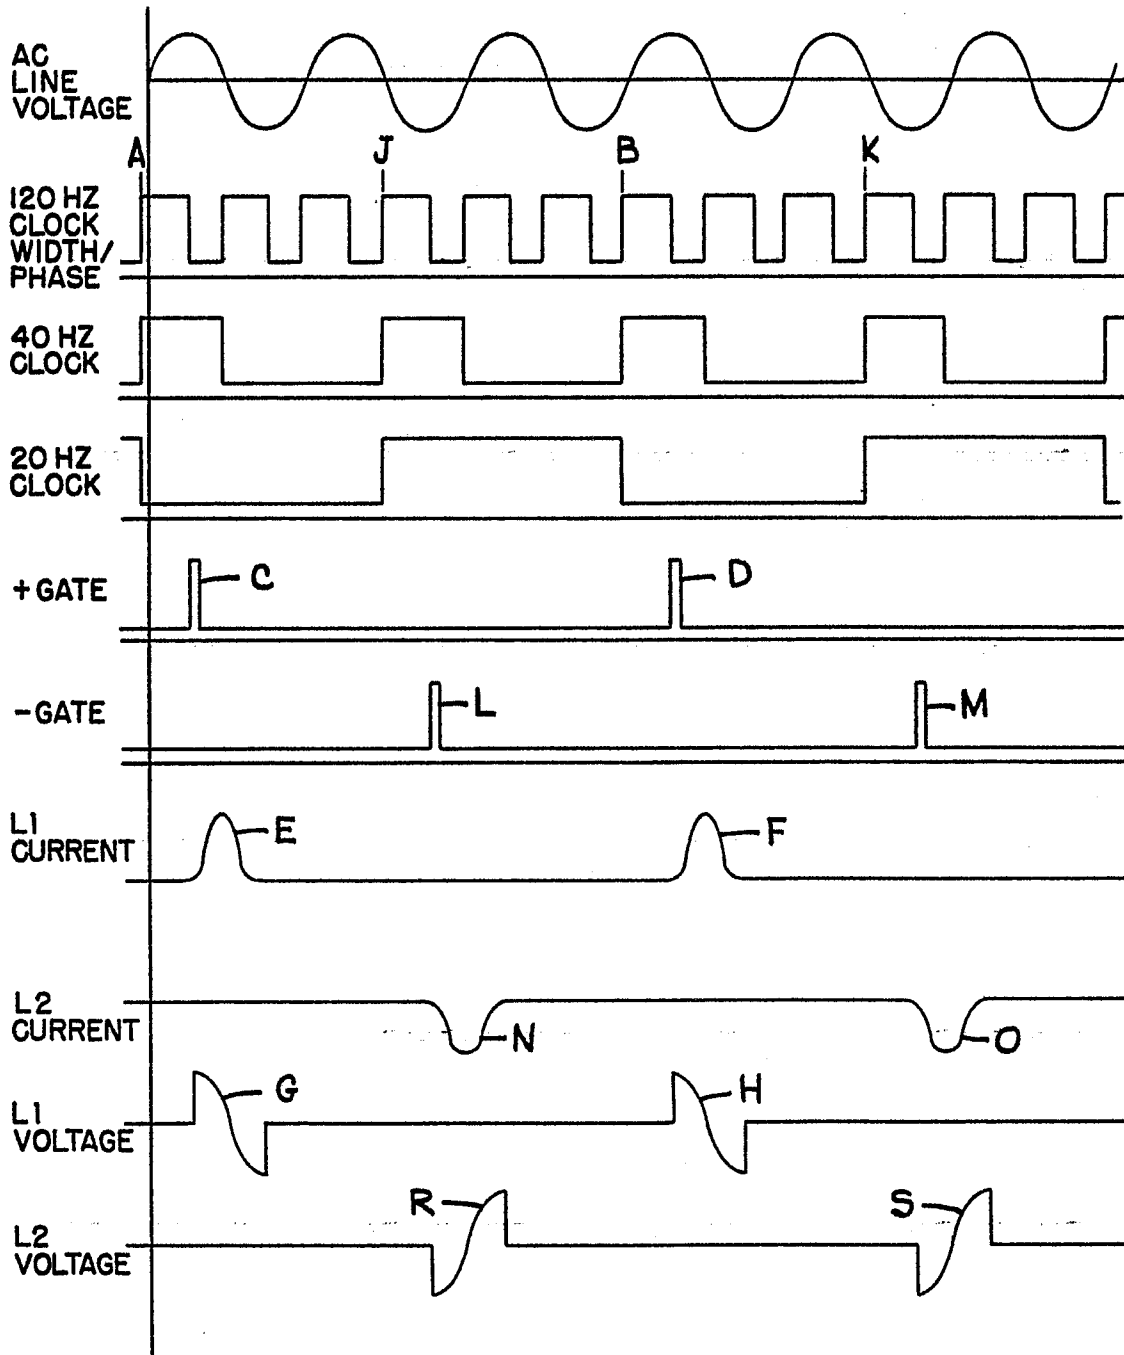 AC
LINE
VOLTAGE
A
J
B
K
120 HZ
CLOCK
WIDTH/
PHASE
40 HZ
CLOCK
20 HZ
CLOCK
+ GATE
C
D
- GATE
L
M
L1
CURRENT
E
F
L2
CURRENT
N
O
L1
VOLTAGE
G
H
L2
VOLTAGE
R
S